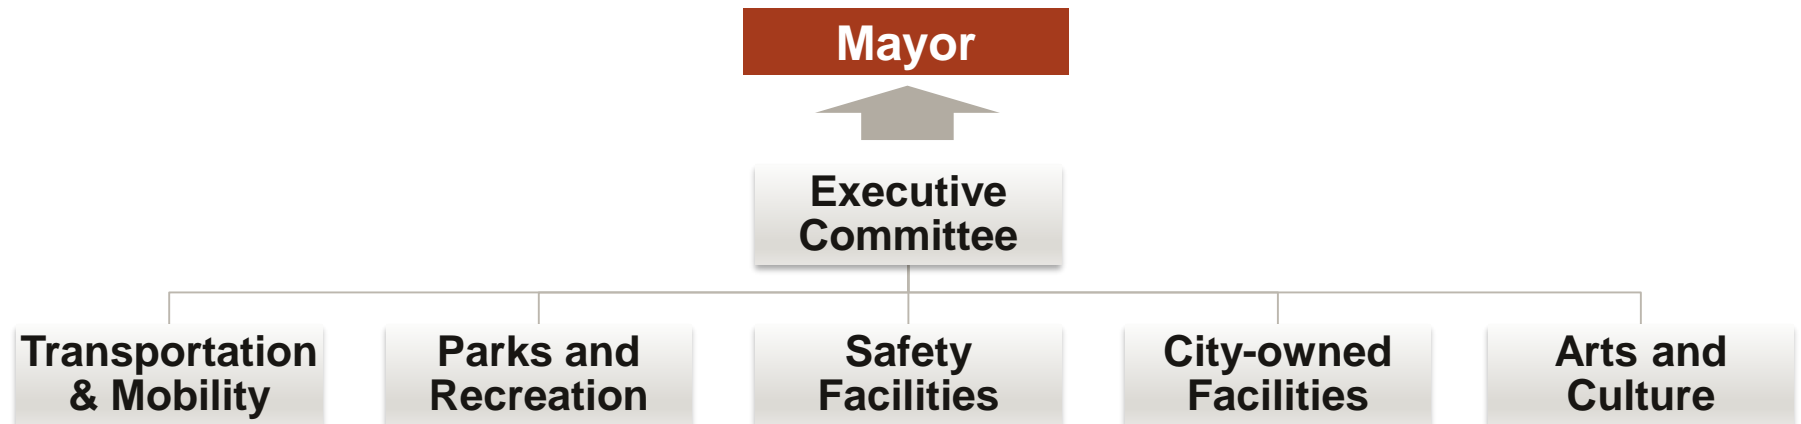 Mayor
Executive
Committee
Transportation
& Mobility
Parks and
Recreation
Safety
Facilities
City-owned
Facilities
Arts and
Culture